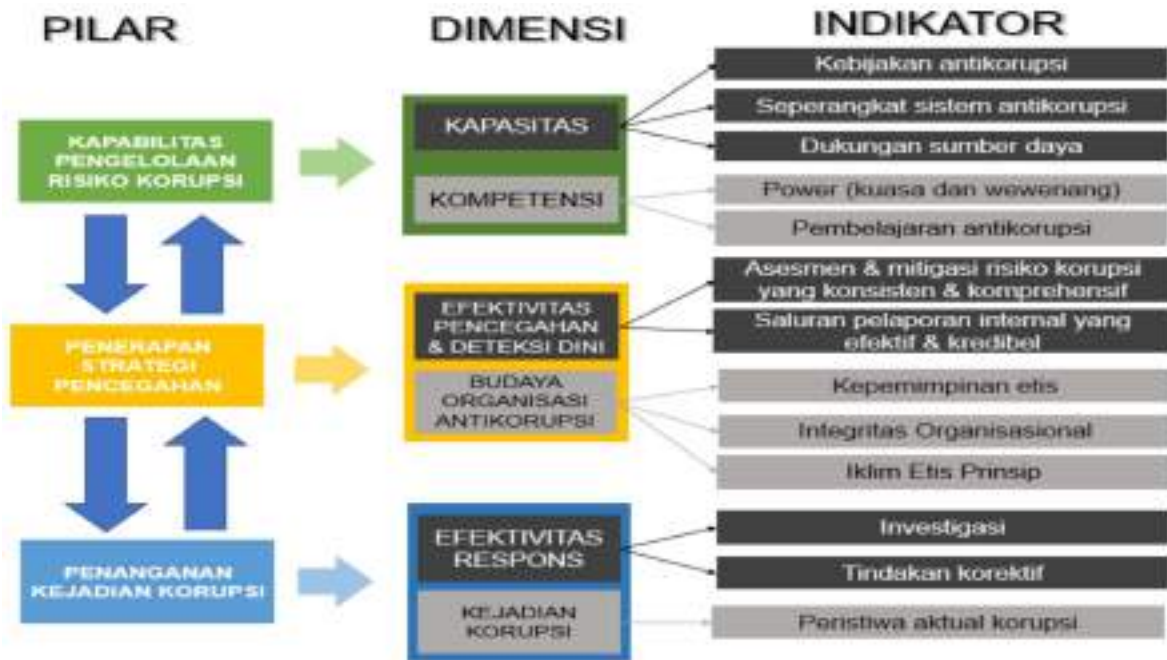 PILAR
DIMENSI
INDIKATOR
KAPABILITAS
PENGELOLAAN
RISIKO KORUPSI
KAPASITAS
KOMPETENSI
Kebijakan antikorupsi
Seperangkat sistem antikorupsi
Dukungan sumber daya
Power (kuasa dan wewenang)
Pembelajaran antikorupsi
PENERAPAN
STRATEGI
PENCEGAHAN
EFEKTIVITAS
PENCEGAHAN
& DETEKSI DINI
BUDAYA
ORGANISASI
ANTIKORUPSI
Asesmen & mitigasi risiko korupsi
yang konsisten & komprehensif
Saluran pelaporan internal yang
efektif & kredibel
Kepemimpinan etis
Integritas Organisasional
Iklim Etis Prinsip
PENANGANAN
KEJADIAN KORUPSI
EFEKTIVITAS
RESPONS
KEJADIAN
KORUPSI
Investigasi
Tindakan korektif
Peristiwa aktual korupsi